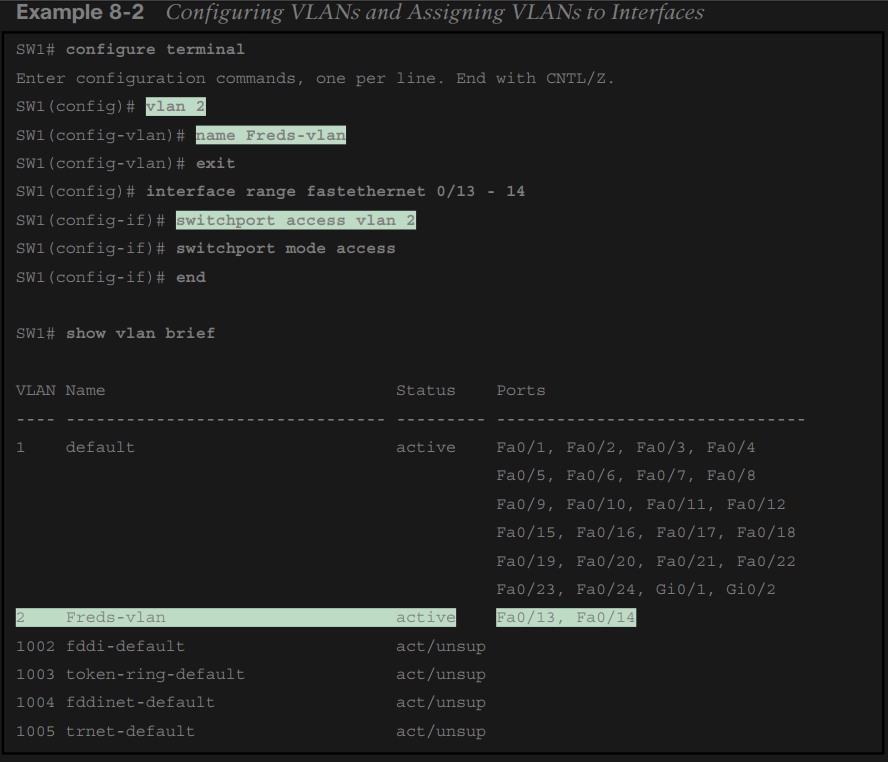 Example 8-2 Configuring VLANs and Assigning VLANs to Interfaces
SW1# configure terminal
Enter configuration commands, one per line. End with CNTL/Z.
SW1(config)# vlan 2
SW1(config-vlan)# name Freds-vlan
SW1(config-vlan)# exit
SW1(config)# interface range fastethernet 0/13 - 14
SW1(config-if)# switchport access vlan 2
SW1(config-if)# switchport mode access
SW1(config-if)# end
SW1# show vlan brief
VLAN Name                             Status    Ports
---- -------------------------------- --------- -------------------------------
1    default                          active    Fa0/1, Fa0/2, Fa0/3, Fa0/4
                                                Fa0/5, Fa0/6, Fa0/7, Fa0/8
                                                Fa0/9, Fa0/10, Fa0/11, Fa0/12
                                                Fa0/15, Fa0/16, Fa0/17, Fa0/18
                                                Fa0/19, Fa0/20, Fa0/21, Fa0/22
                                                Fa0/23, Fa0/24, Gi0/1, Gi0/2
2    Freds-vlan                       active    Fa0/13, Fa0/14
1002 fddi-default                     act/unsup
1003 token-ring-default               act/unsup
1004 fddinet-default                  act/unsup
1005 trnet-default                    act/unsup